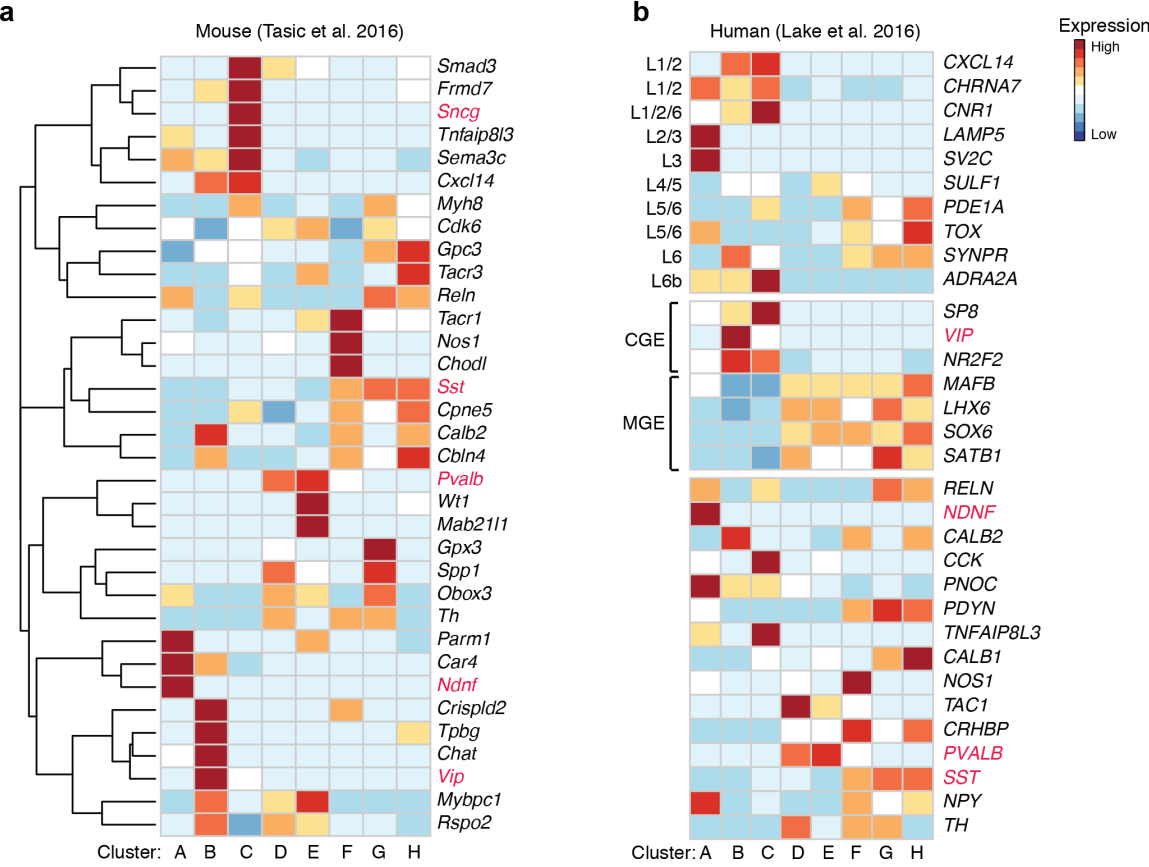 a
Mouse (Tasic et al. 2016)
Smad3
Frmd7
Sncg
Tnfaip8l3
Sema3c
Cxcl14
Myh8
Cdk6
Gpc3
Tacr3
Reln
Tacr1
Nos1
Chodl
Sst
Cpne5
Calb2
Cbln4
Pvalb
Wt1
Mab21l1
Gpx3
Spp1
Obox3
Th
Parm1
Car4
Ndnf
Crispld2
Tpbg
Chat
Vip
Mybpc1
Rspo2
Cluster: A B C D E F G H
b
Human (Lake et al. 2016)
Expression
High
Low
L1/2 CXCL14
L1/2 CHRNA7
L1/2/6 CNR1
L2/3 LAMP5
L3 SV2C
L4/5 SULF1
L5/6 PDE1A
L5/6 TOX
L6 SYNPR
L6b ADRA2A
CGE
SP8
VIP
NR2F2
MGE
MAFB
LHX6
SOX6
SATB1
RELN
NDNF
CALB2
CCK
PNOC
PDYN
TNFAIP8L3
CALB1
NOS1
TAC1
CRHBP
PVALB
SST
NPY
TH
Cluster: A B C D E F G H